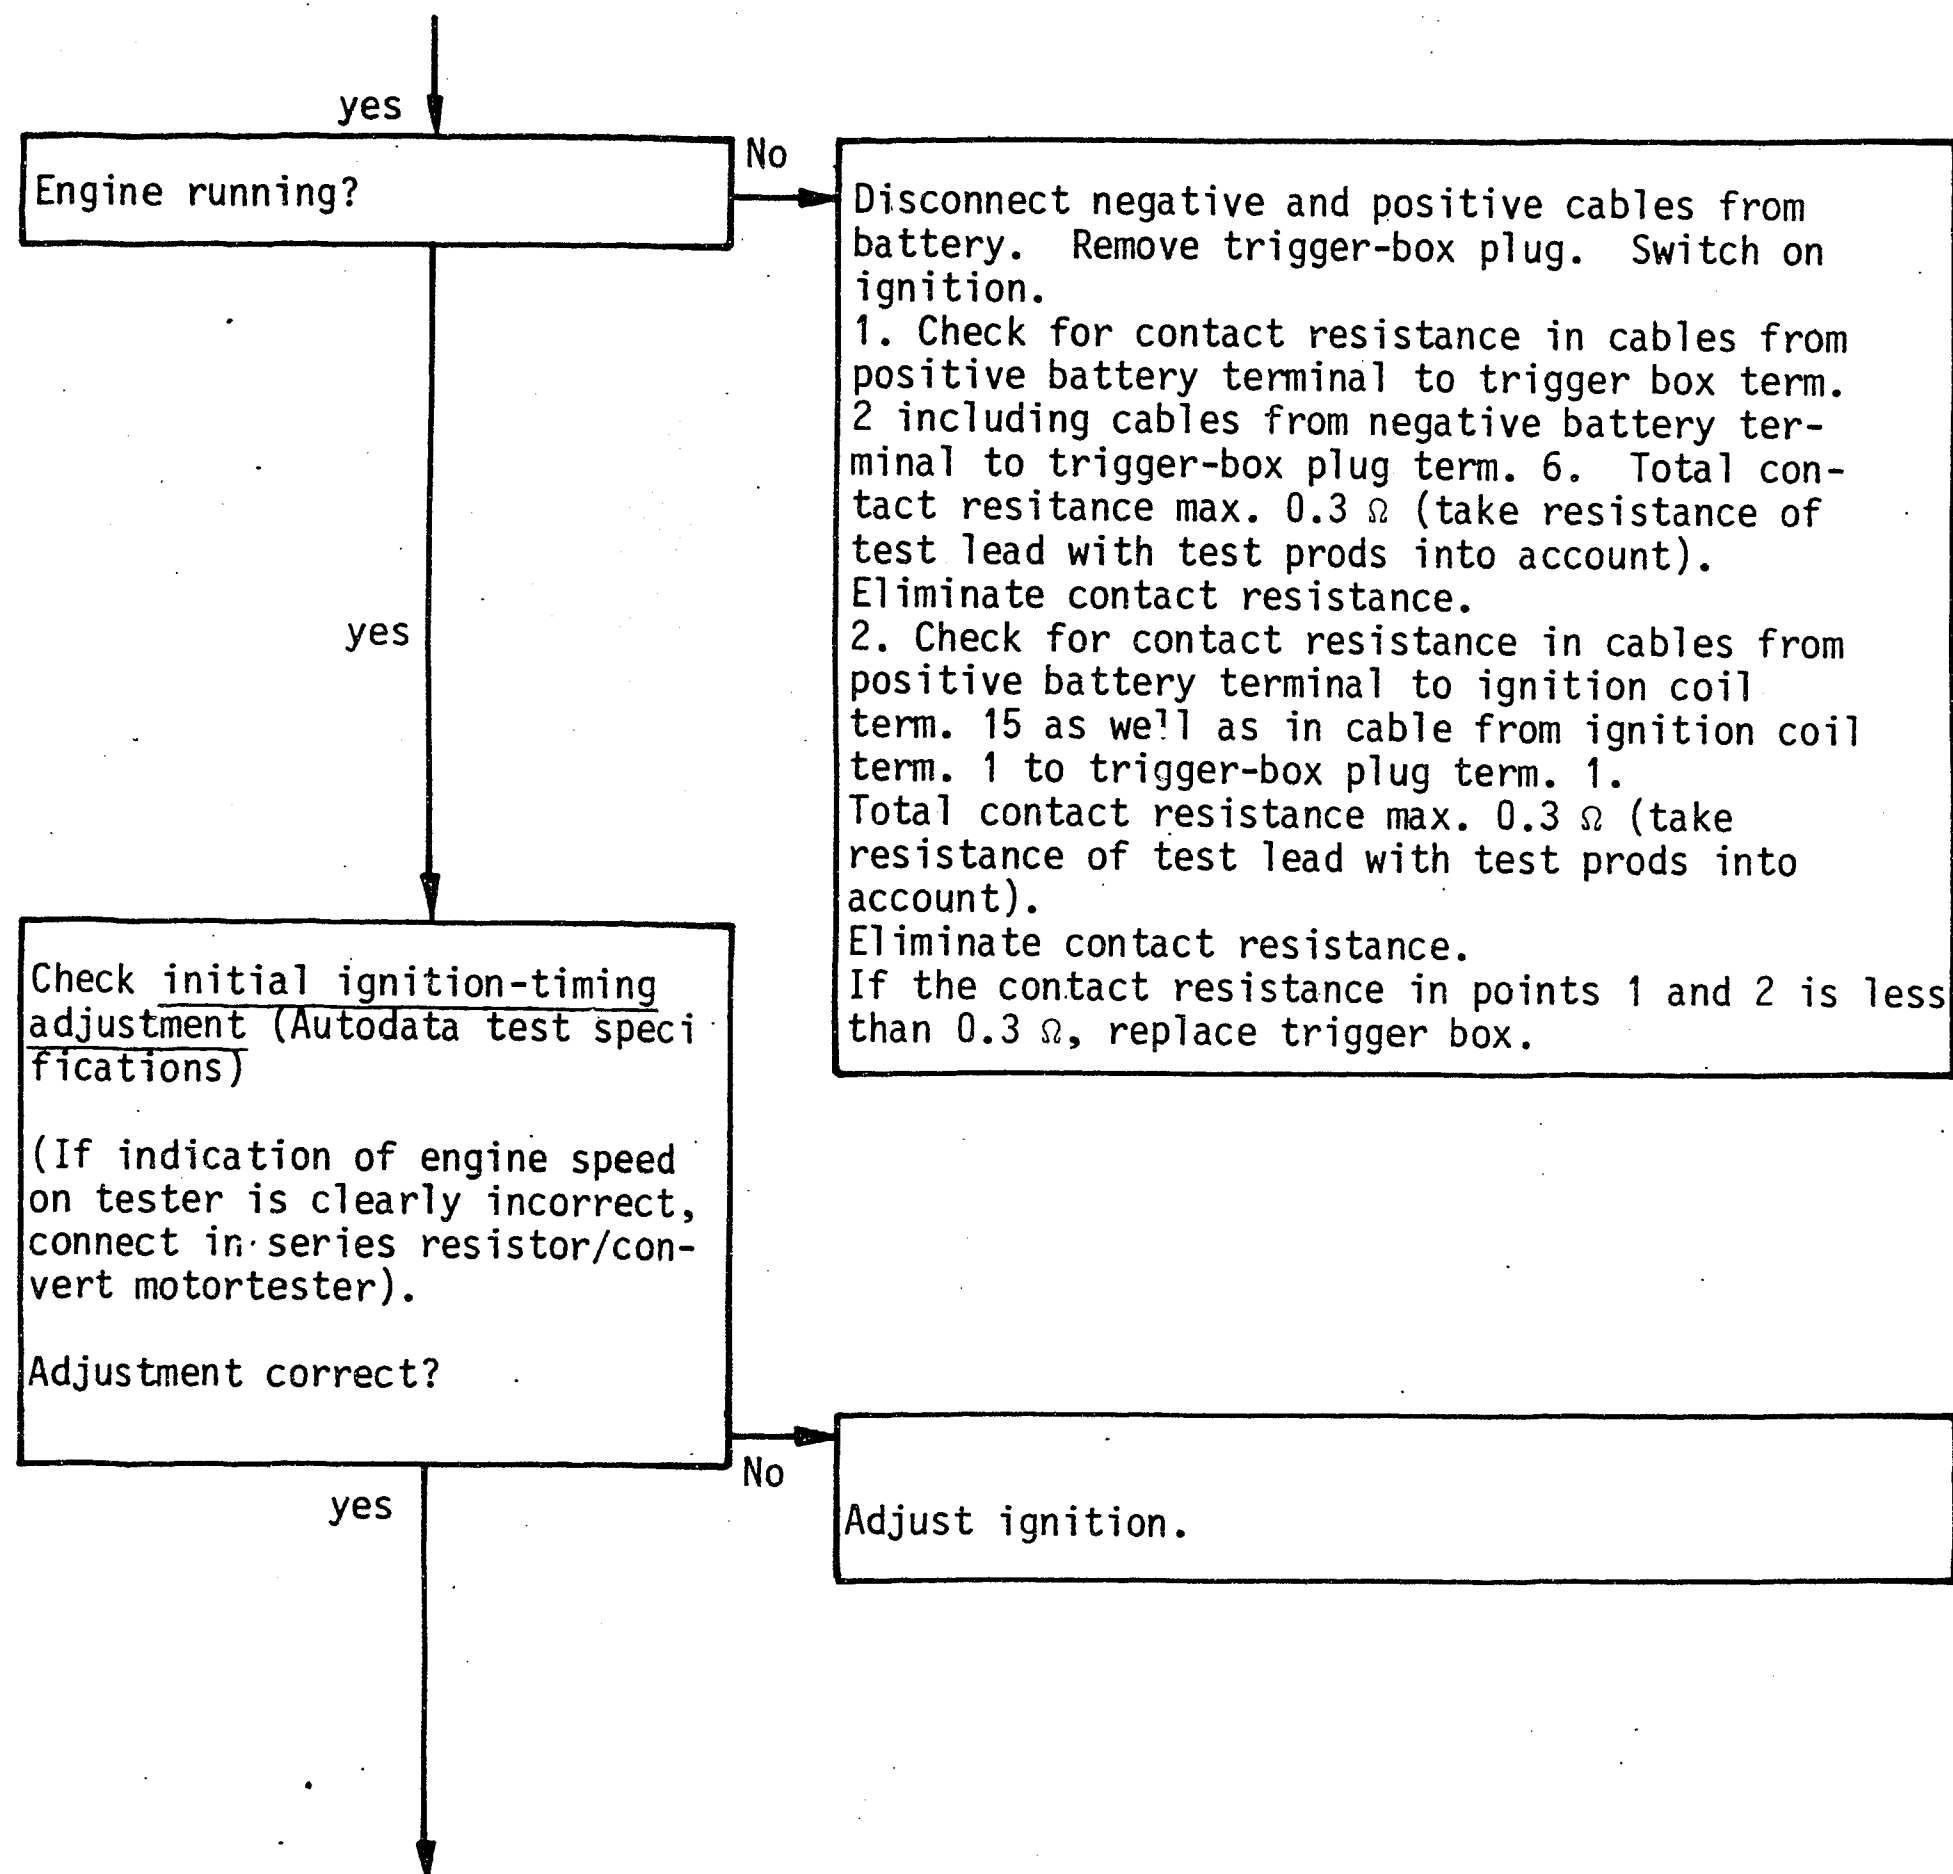 yes
Engine running?
No
Disconnect negative and positive cables from
battery. Remove trigger-box plug. Switch on
ignition.
1. Check for contact resistance in cables from
positive battery terminal to trigger box term.
2 including cables from negative battery ter-
minal to trigger-box plug term. 6. Total con-
tact resitance max. 0.3 Ω (take resistance of
test lead with test prods into account).
Eliminate contact resistance.
2. Check for contact resistance in cables from
positive battery terminal to ignition coil
term. 15 as well as in cable from ignition coil
term. 1 to trigger-box plug term. 1.
Total contact resistance max. 0.3 Ω (take
resistance of test lead with test prods into
account).
Eliminate contact resistance.
If the contact resistance in points 1 and 2 is less
than 0.3 Ω, replace trigger box.
yes
Check initial ignition-timing
adjustment (Autodata test speci
fications)
(If indication of engine speed
on tester is clearly incorrect,
connect in series resistor/con-
vert motortester).
Adjustment correct?
No
Adjust ignition.
yes